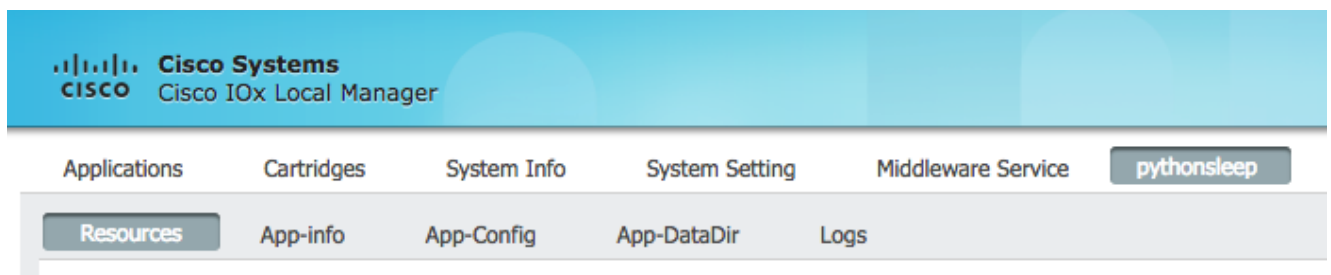 Cisco Systems
CISCO Cisco IOx Local Manager
Applications Cartridges System Info System Setting Middleware Service pythonsleep
Resources App-info App-Config App-DataDir Logs